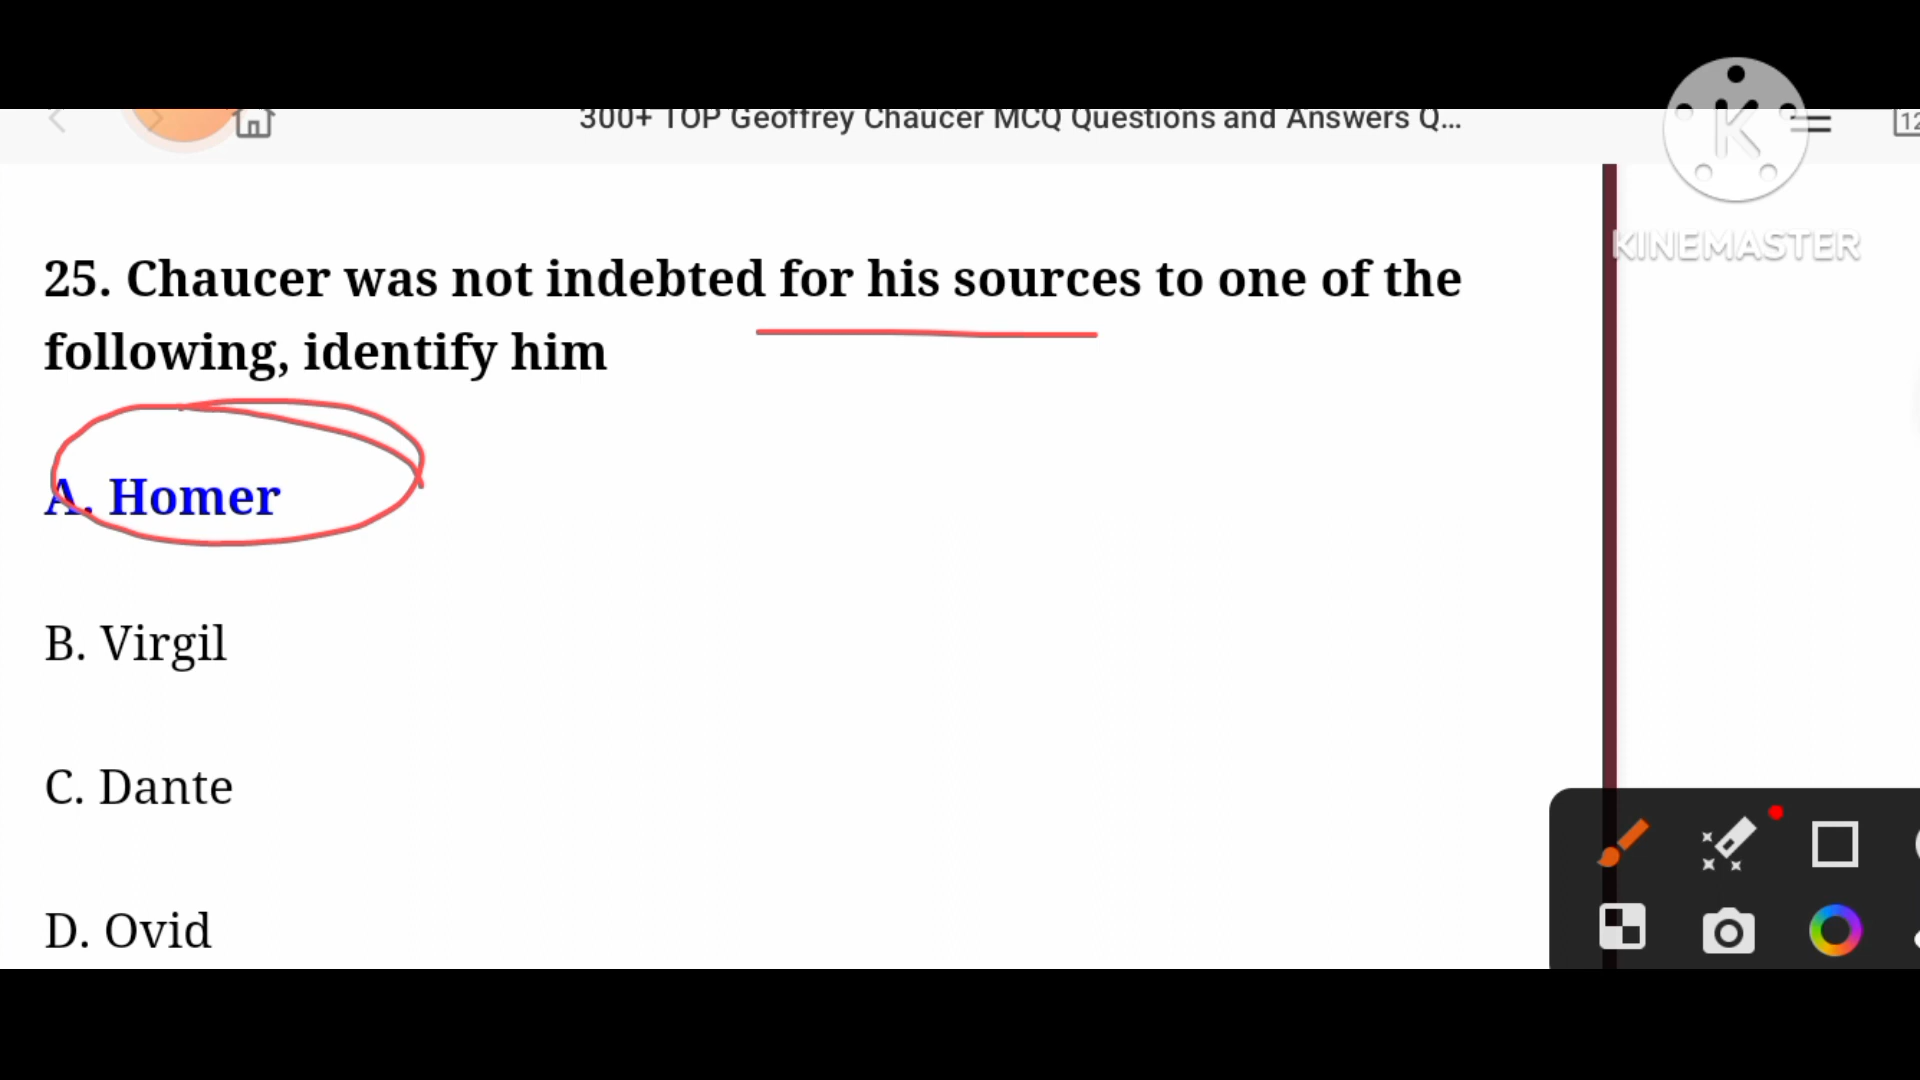 300+ TOP Geoffrey Chaucer MCQ Questions and Answers Q...
12
K
KINEMASTER
25. Chaucer was not indebted for his sources to one of the
following, identify him
A. Homer
B. Virgil
C. Dante
D. Ovid